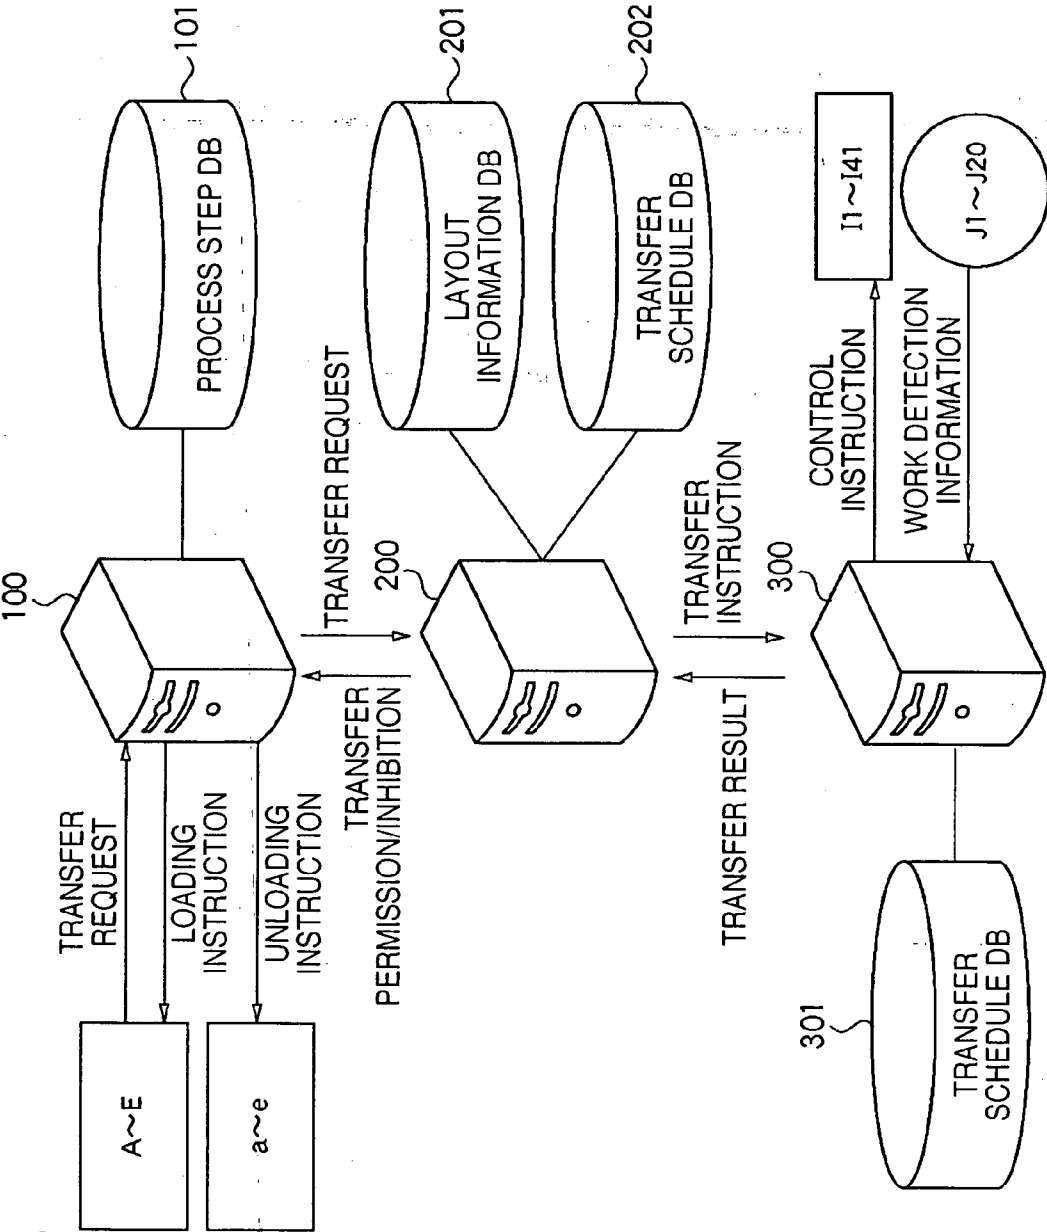 100
101
PROCESS STEP DB
TRANSFER
REQUEST
LOADING
INSTRUCTION
UNLOADING
INSTRUCTION
A~E
a~e
TRANSFER REQUEST
TRANSFER
PERMISSION/INHIBITION
200
201
LAYOUT
INFORMATION DB
202
TRANSFER
SCHEDULE DB
TRANSFER
INSTRUCTION
TRANSFER RESULT
300
301
TRANSFER
SCHEDULE DB
CONTROL
INSTRUCTION
I1~I41
WORK DETECTION
INFORMATION
J1~J20